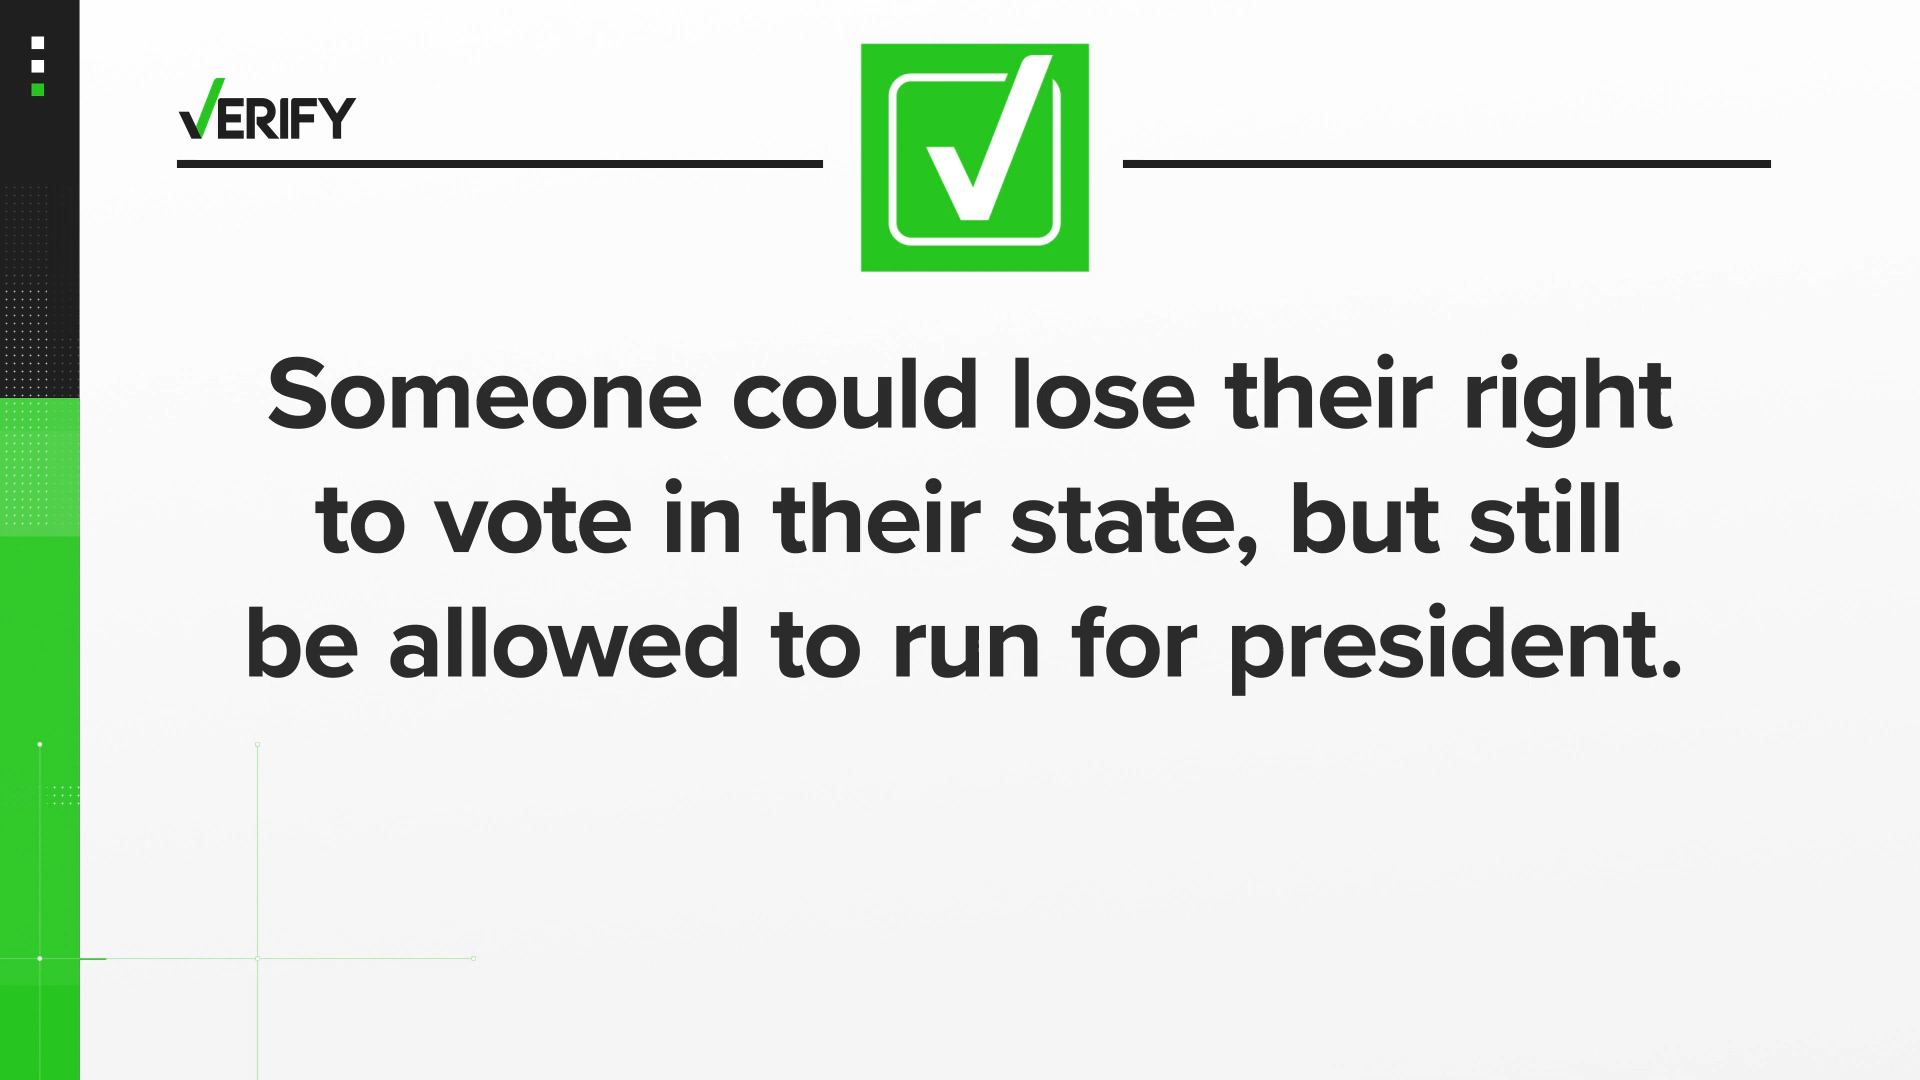 VERIFY
Someone could lose their right
to vote in their state, but still
be allowed to run for president.